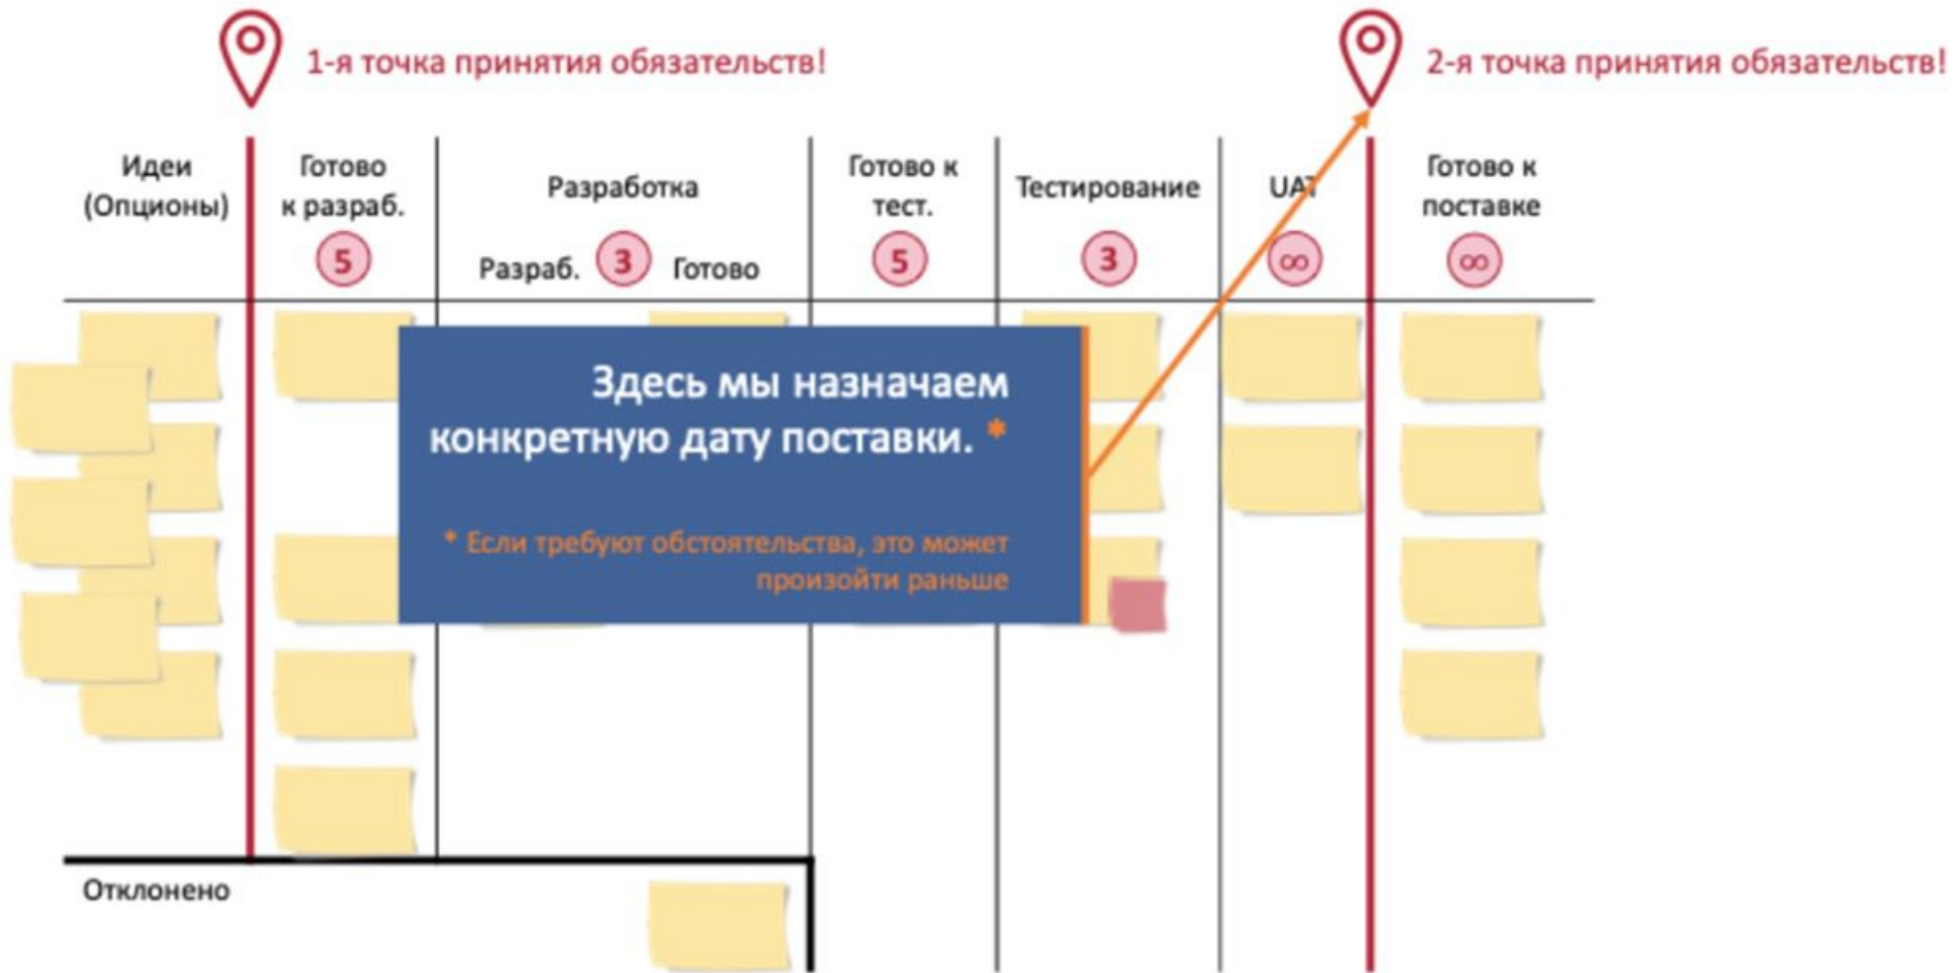 1-я точка принятия обязательств!
2-я точка принятия обязательств!
Идеи
(Опционы)
Готово
к разраб.
5
Разработка
Разраб.
3
Готово
Готово к
тест.
5
Тестирование
3
UAT
∞
Готово к
поставке
∞
Здесь мы назначаем
конкретную дату поставки. *
* Если требуют обстоятельства, это может
произойти раньше
Отклонено